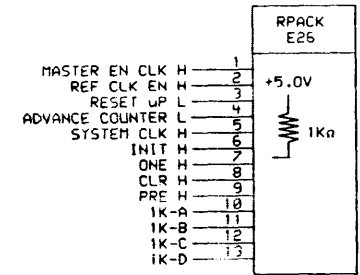 RPACK
E26
MASTER EN CLK H 1
REF CLK EN H 2
RESET uP L 3
ADVANCE COUNTER L 4
SYSTEM CLK H 5
INIT H 6
ONE H 7
CLR H 8
PRE H 9
1K-A 10
1K-B 11
1K-C 12
1K-D 13
+5.0V
1KΩ